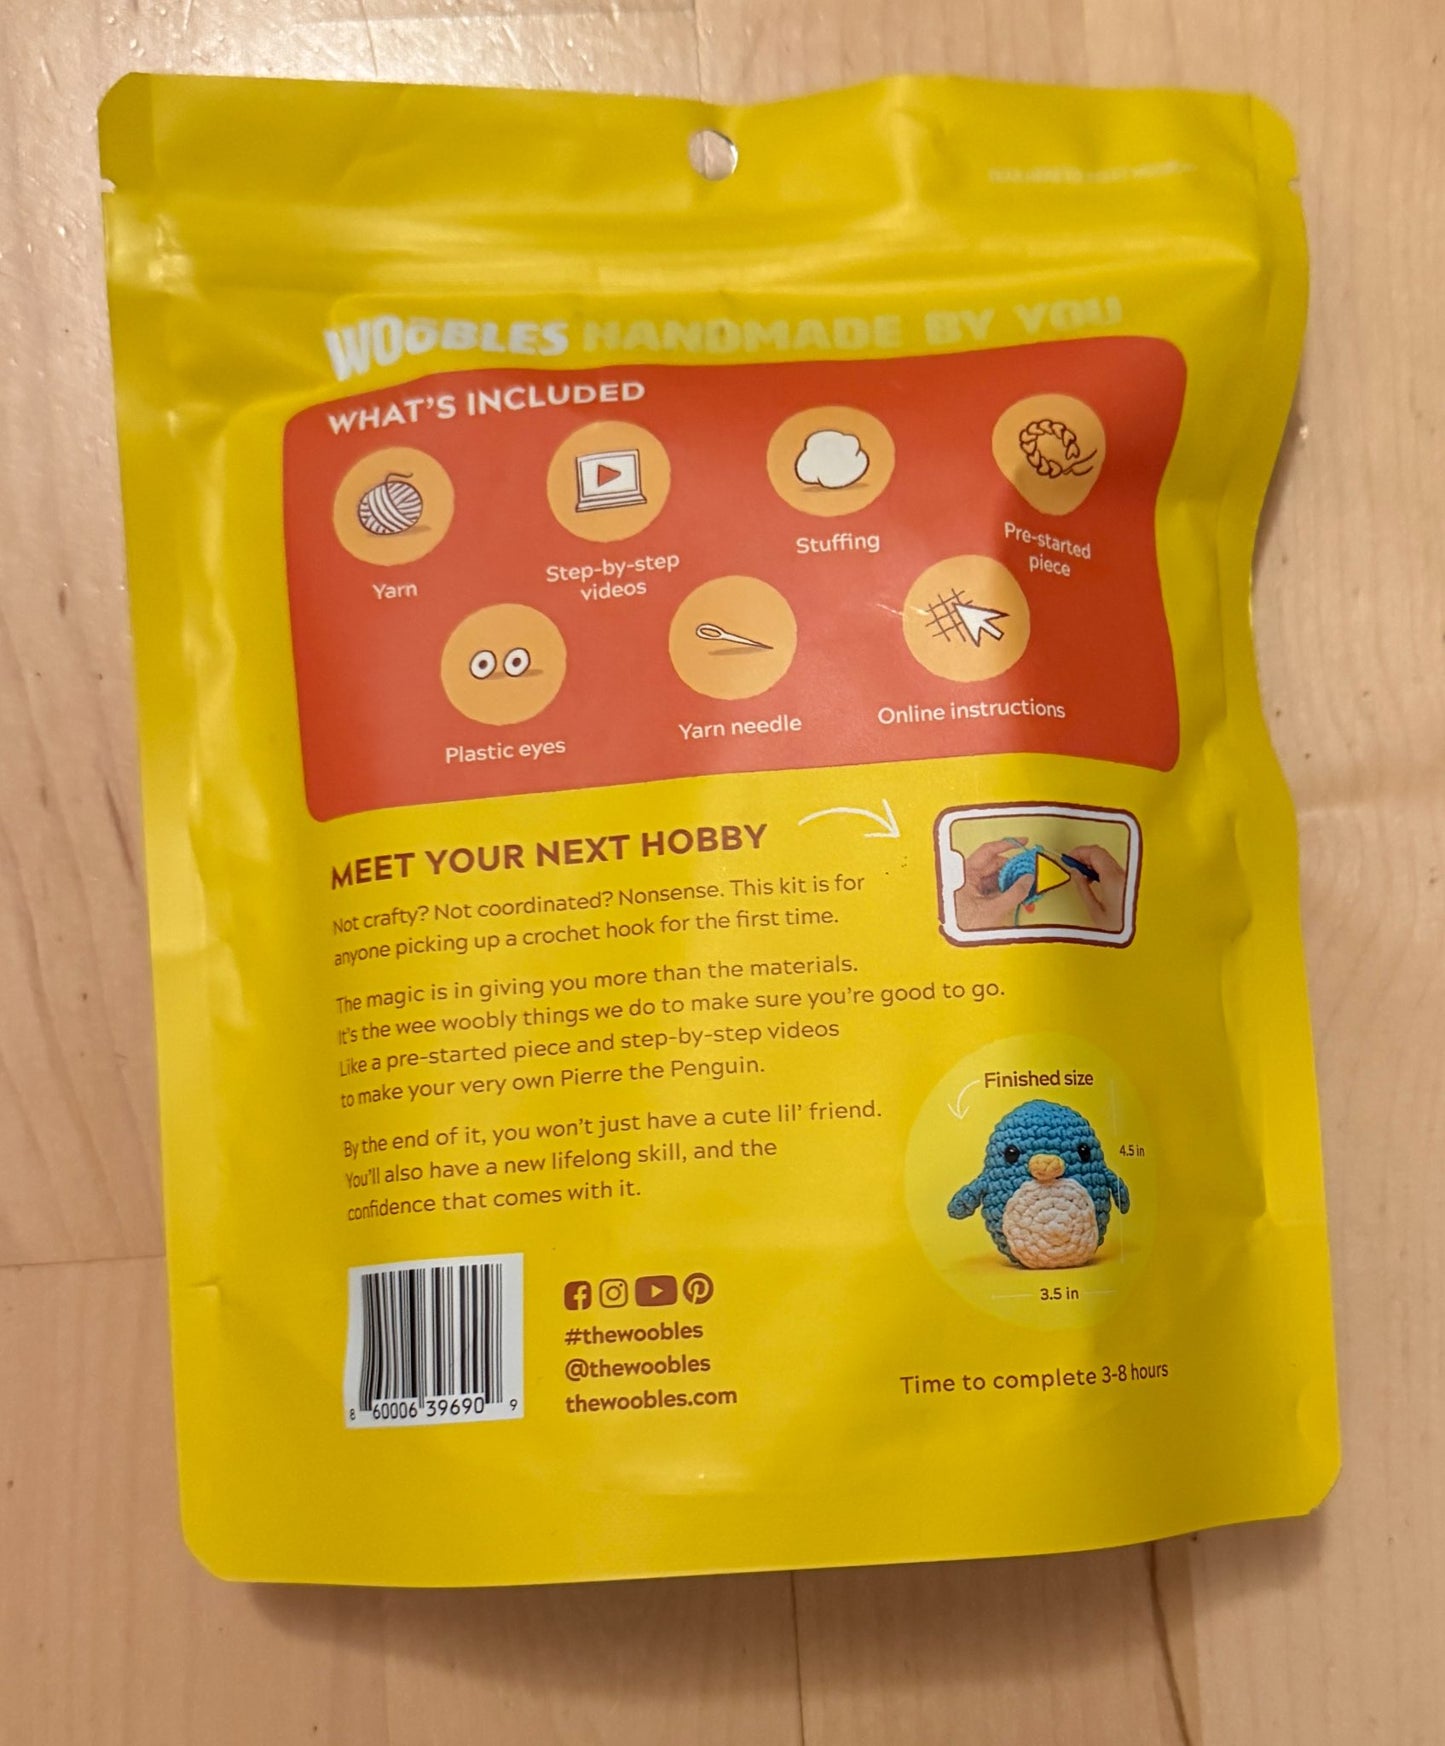 WOOBLES HANDMADE BY YOU
WHAT'S INCLUDED
Yarn
Step-by-step
videos
Stuffing
Pre-started
piece
Plastic eyes
Yarn needle
Online instructions
MEET YOUR NEXT HOBBY
Not crafty? Not coordinated? Nonsense. This kit is for
anyone picking up a crochet hook for the first time.
The magic is in giving you more than the materials.
It's the wee woobly things we do to make sure you're good to go.
Like a pre-started piece and step-by-step videos
to make your very own Pierre the Penguin.
By the end of it, you won't just have a cute lil' friend.
You'll also have a new lifelong skill, and the
confidence that comes with it.
Finished size
4.5 in
3.5 in
8 60006 39690 9
#thewoobles
@thewoobles
thewoobles.com
Time to complete 3-8 hours